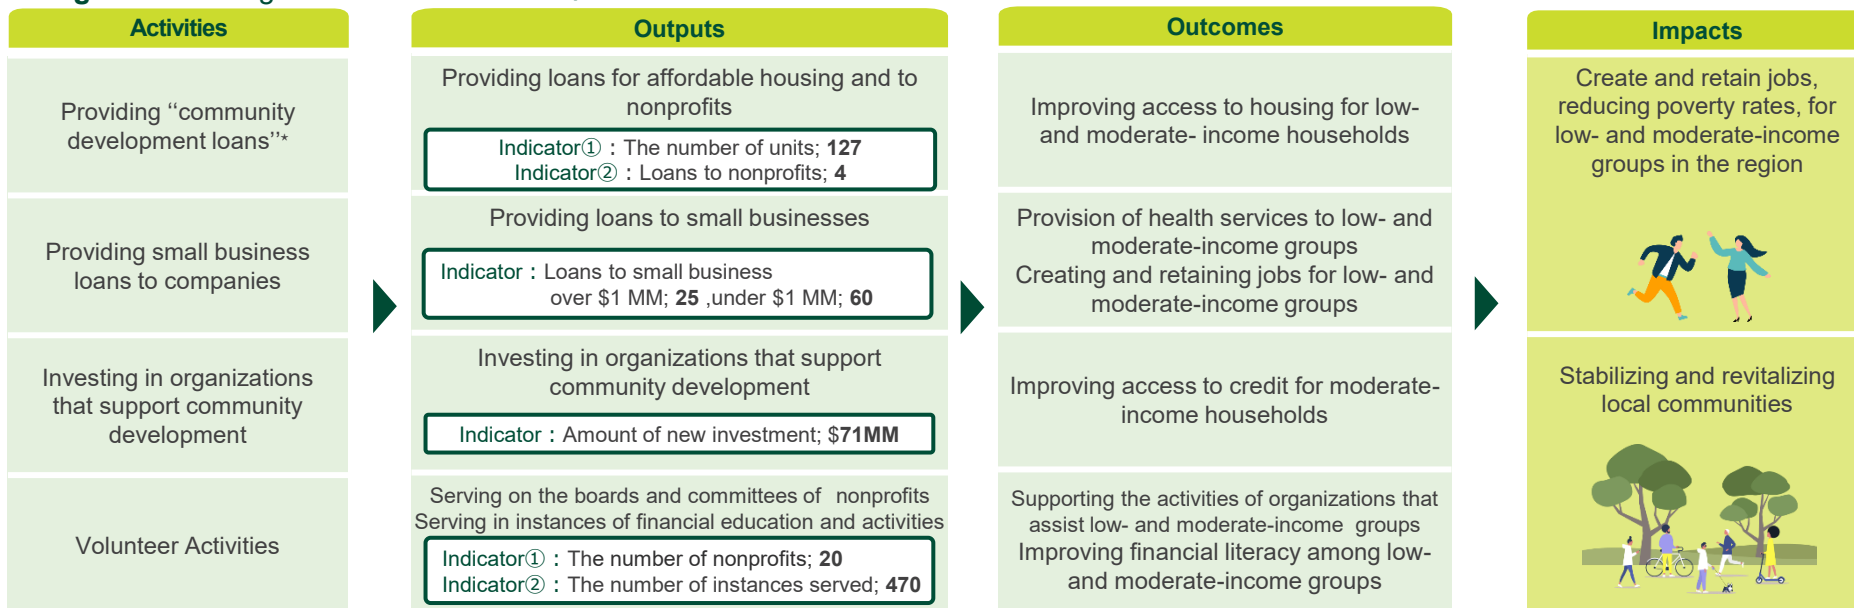 Activities
Providing ‘‘community
development loans’’*
Providing small business
loans to companies
Investing in organizations
that support community
development
Volunteer Activities
Outputs
Providing loans for affordable housing and to
nonprofits
Indicator①：The number of units; 127
Indicator②：Loans to nonprofits; 4
Providing loans to small businesses
Indicator：Loans to small business
over $1 MM; 25 ,under $1 MM; 60
Investing in organizations that support
community development
Indicator：Amount of new investment; $71MM
Serving on the boards and committees of nonprofits
Serving in instances of financial education and activities
Indicator①：The number of nonprofits; 20
Indicator②：The number of instances served; 470
Outcomes
Improving access to housing for low-
and moderate- income households
Provision of health services to low- and
moderate-income groups
Creating and retaining jobs for low- and
moderate-income groups
Improving access to credit for moderate-
income households
Supporting the activities of organizations that
assist low- and moderate-income groups
Improving financial literacy among low-
and moderate-income groups
Impacts
Create and retain jobs,
reducing poverty rates, for
low- and moderate-income
groups in the region
Stabilizing and revitalizing
local communities